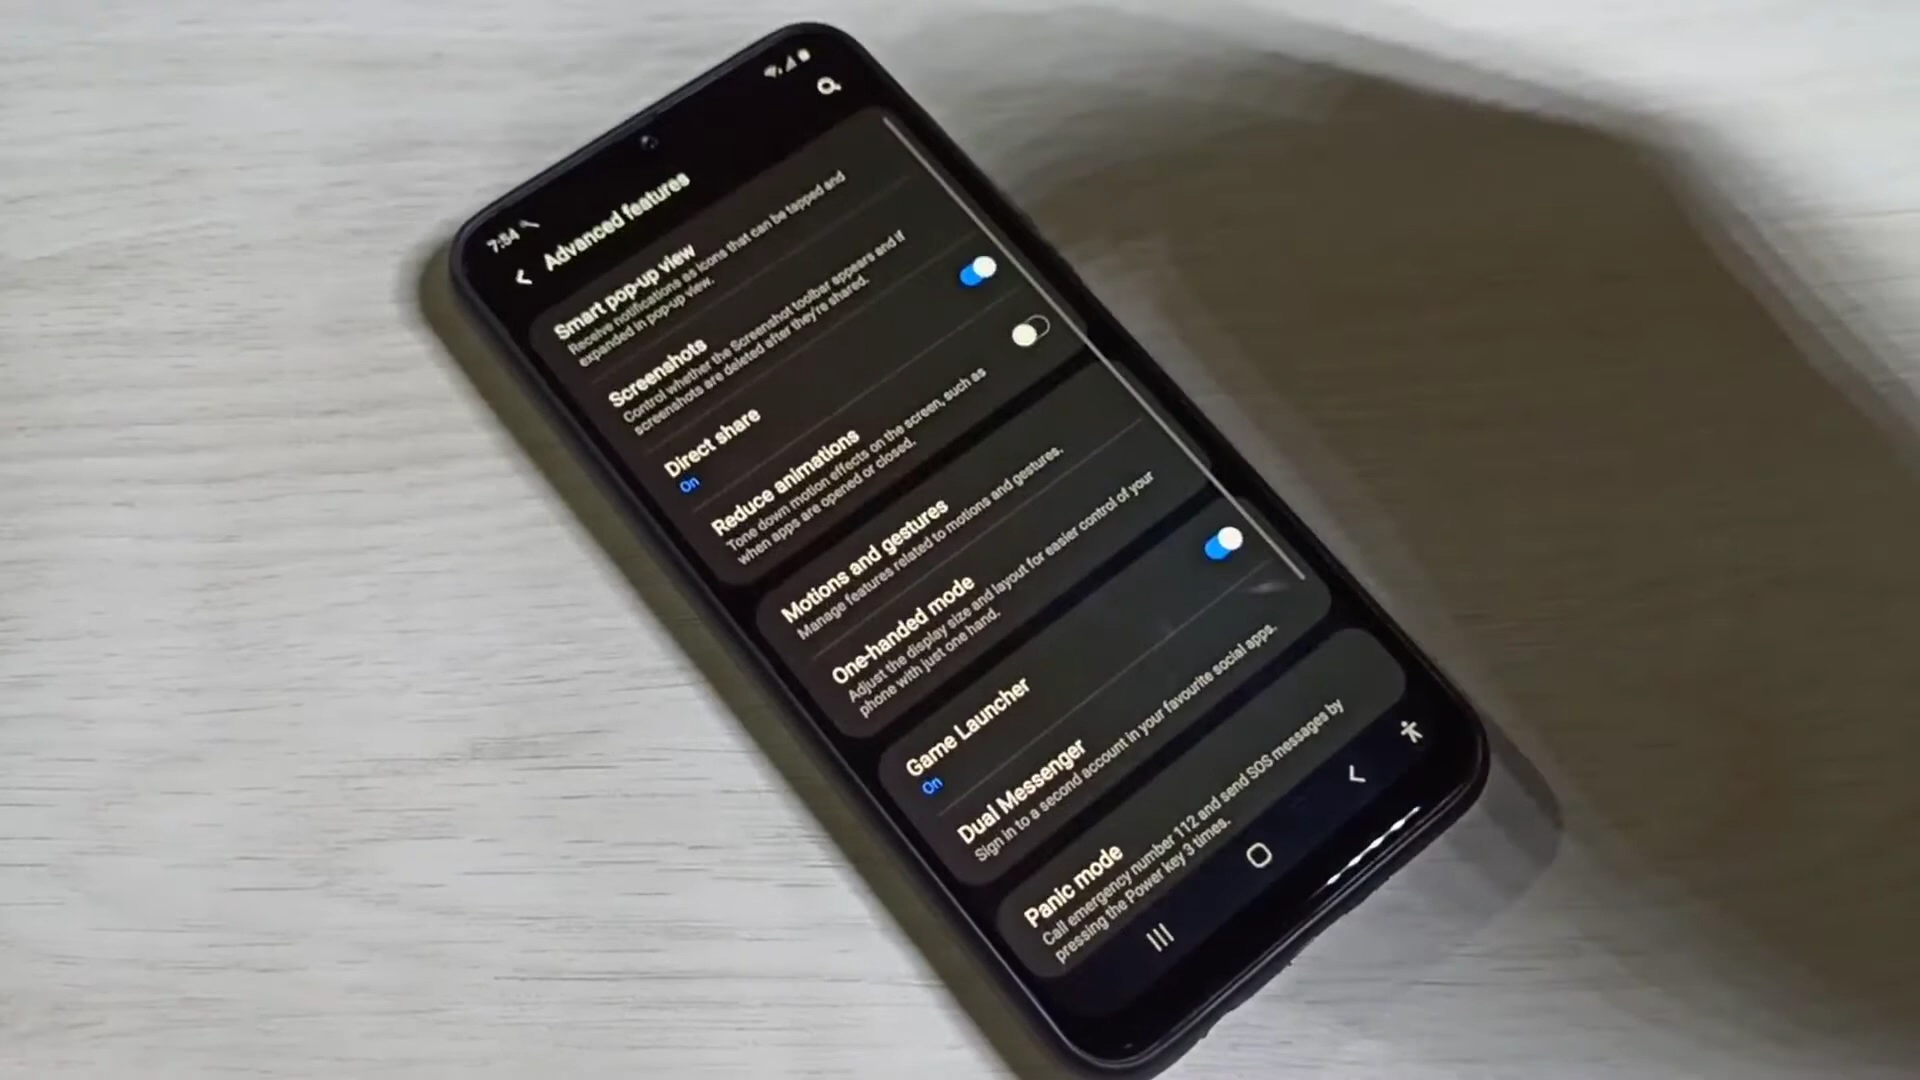 7:54
Advanced features
Smart pop-up view
Receive notifications as icons that can be tapped and
expanded in pop-up view.
Screenshots
Control whether the Screenshot toolbar appears and if
screenshots are deleted after they're shared.
Direct share
On
Reduce animations
Tone down motion effects on the screen, such as
when apps are opened or closed.
Motions and gestures
Manage features related to motions and gestures.
One-handed mode
Adjust the display size and layout for easier control of your
phone with just one hand.
Game Launcher
On
Dual Messenger
Sign in to a second account in your favourite social apps.
Panic mode
Call emergency number 112 and send SOS messages by
pressing the Power key 3 times.